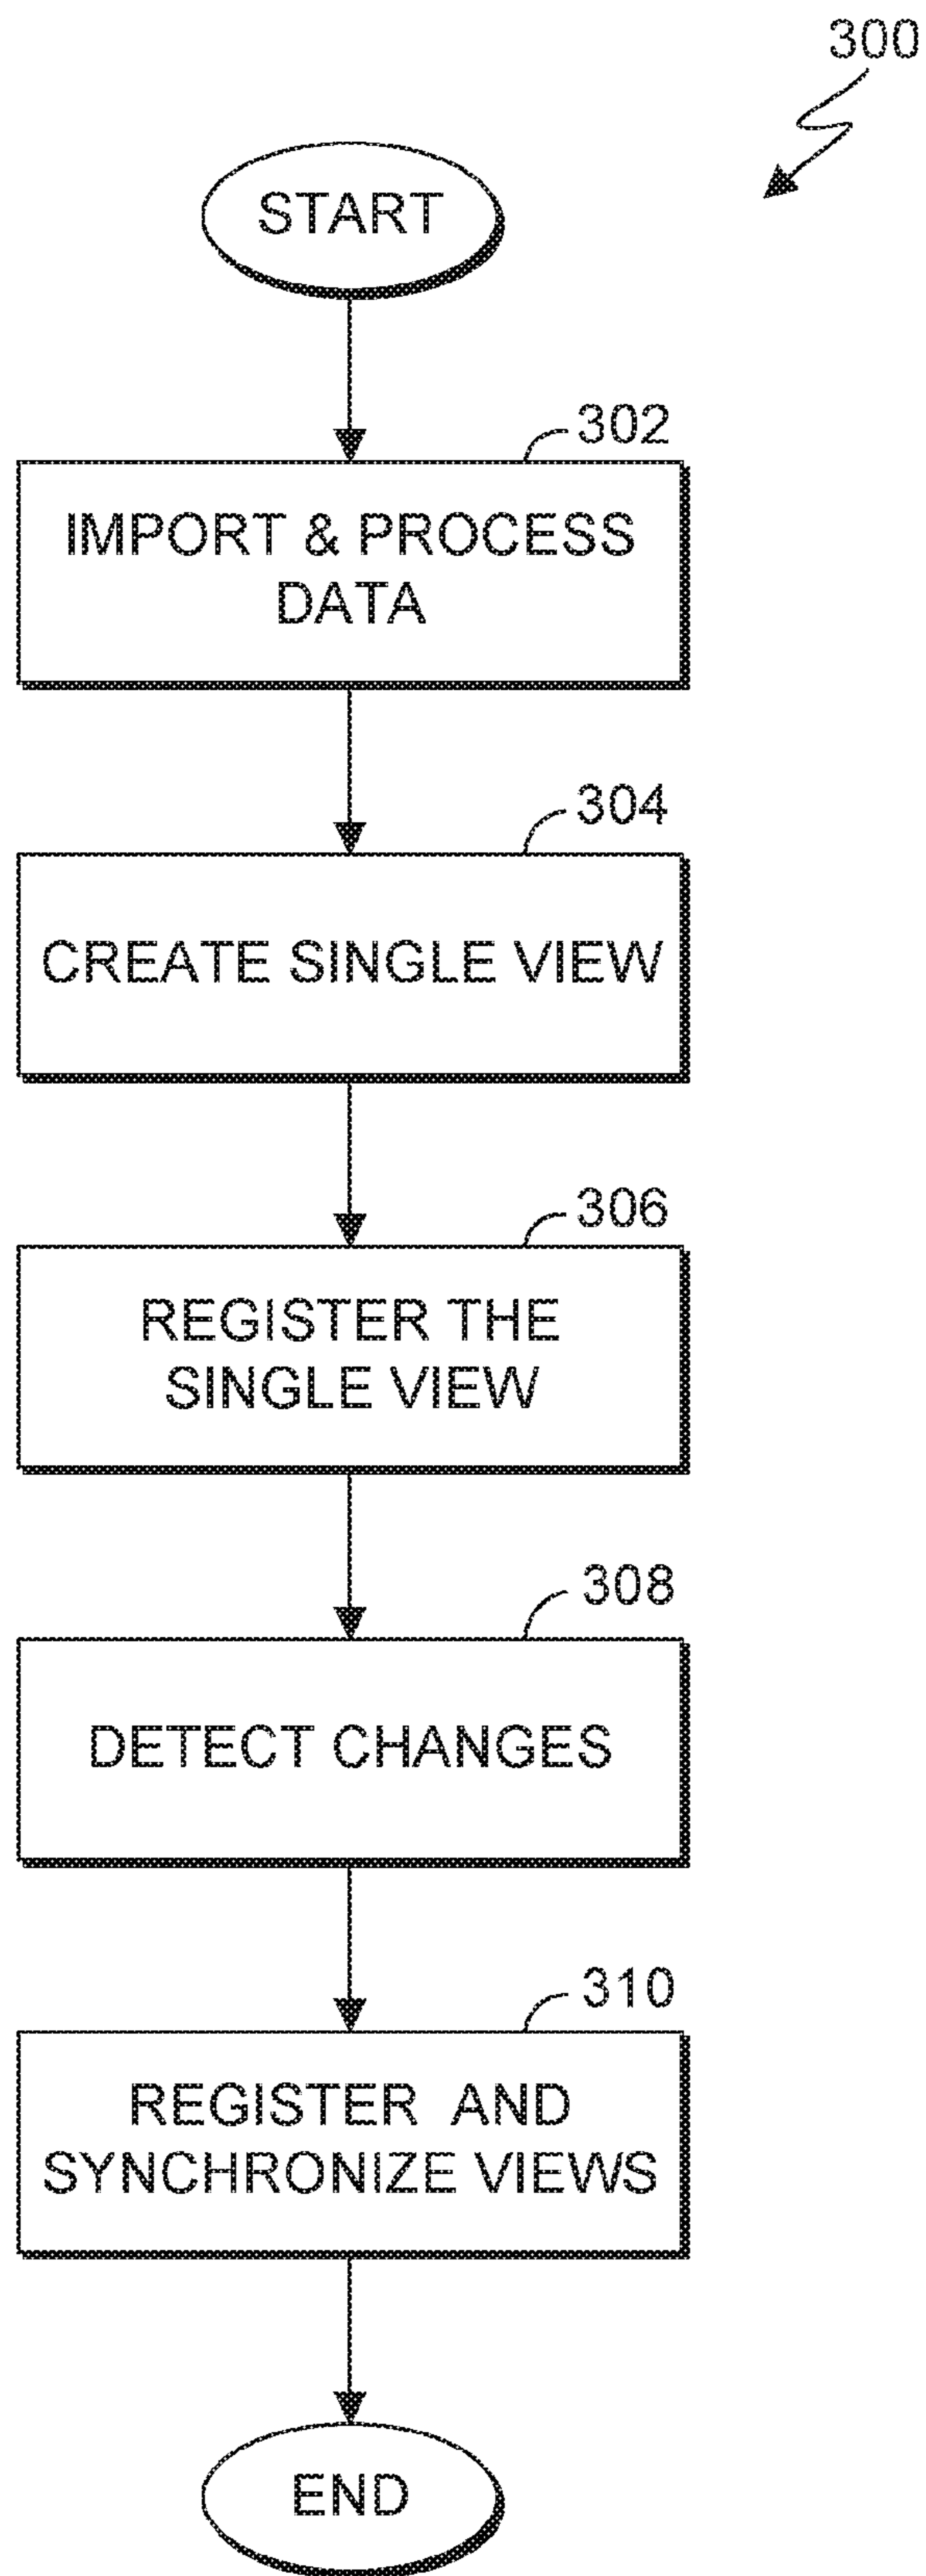 300
START
302
IMPORT & PROCESS
DATA
304
CREATE SINGLE VIEW
306
REGISTER THE
SINGLE VIEW
308
DETECT CHANGES
310
REGISTER AND
SYNCHRONIZE VIEWS
END